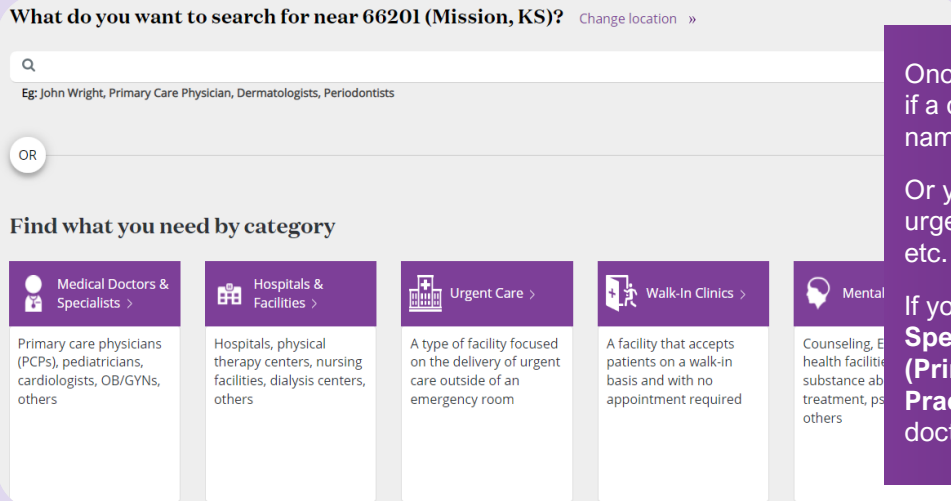 What do you want to search for near 66201 (Mission, KS)? Change location »
Eg: John Wright, Primary Care Physician, Dermatologists, Periodontists
OR
Find what you need by category
Medical Doctors &
Specialists >
Primary care physicians
(PCPs), pediatricians,
cardiologists, OB/GYNs,
others
Hospitals &
Facilities >
Hospitals, physical
therapy centers, nursing
facilities, dialysis centers,
others
Urgent Care >
A type of facility focused
on the delivery of urgent
care outside of an
emergency room
Walk-In Clinics >
A facility that accepts
patients on a walk-in
basis and with no
appointment required
Mental
Counseling, E
health facilitie
substance ab
treatment, ps
others
Onc
if a
nam
Or y
urge
etc.
If yo
Spe
(Pri
Prac
doct